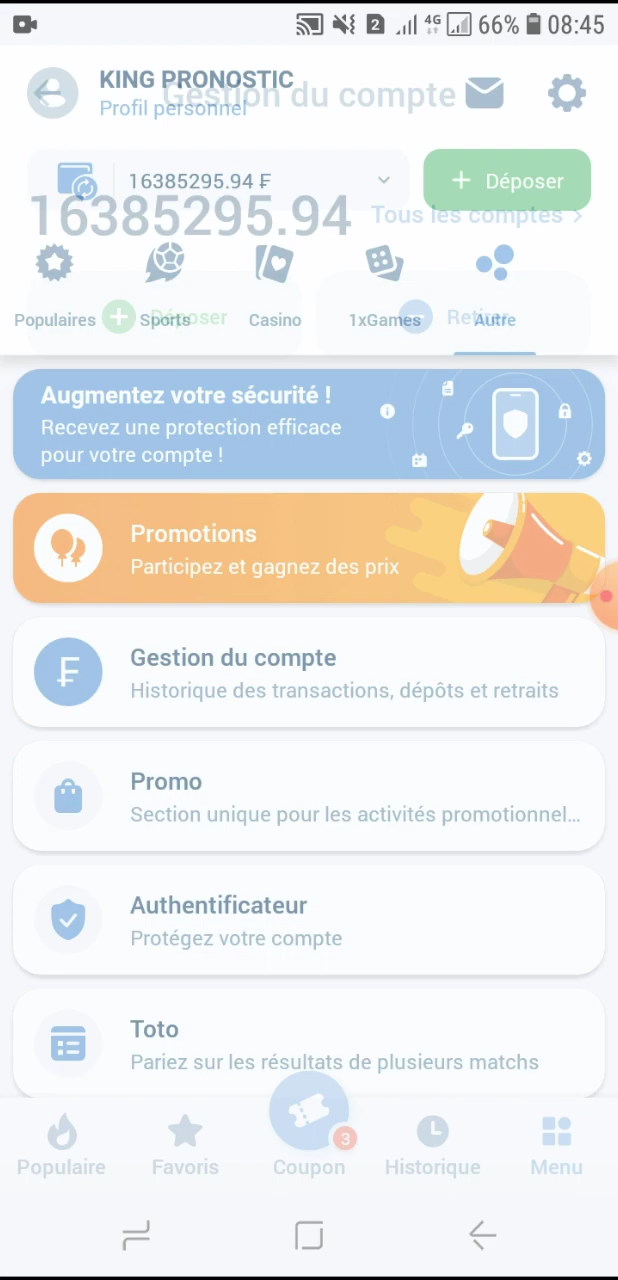 2 4G 66% 08:45
KING PRONOSTIC
Gestion du compte
Profil personnel
16385295.94 ₣
+ Déposer
16385295.94
Tous les comptes >
Populaires Sports Casino 1xGames Autre
+ Déposer - Retirer
Augmentez votre sécurité !
Recevez une protection efficace
pour votre compte !
Promotions
Participez et gagnez des prix
Gestion du compte
Historique des transactions, dépôts et retraits
Promo
Section unique pour les activités promotionnel...
Authentificateur
Protégez votre compte
Toto
Pariez sur les résultats de plusieurs matchs
3
Populaire Favoris Coupon Historique Menu